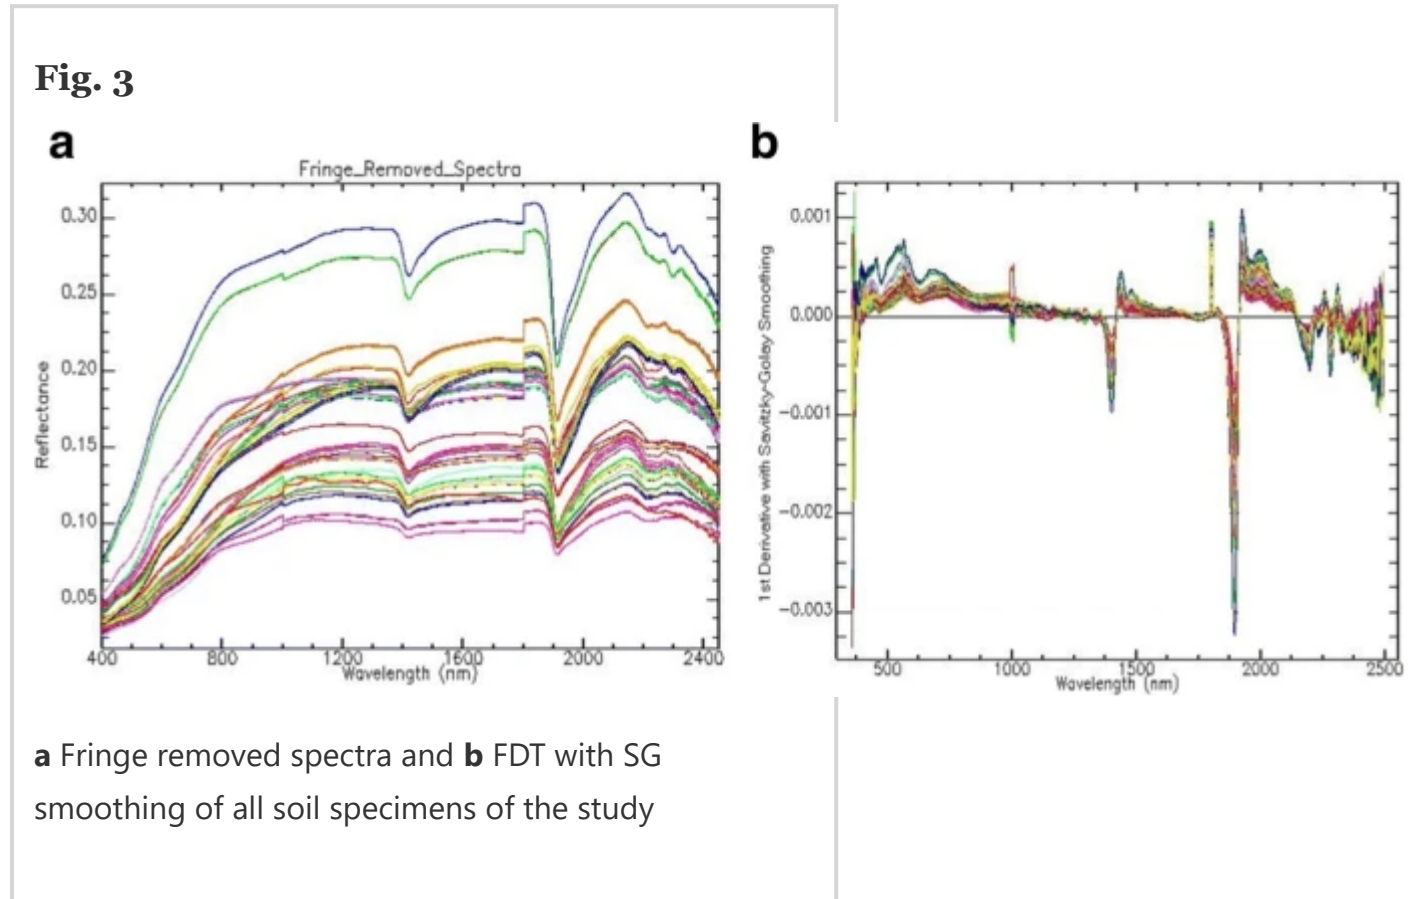 Fig. 3
a
Fringe_Removed_Spectra
0.30
0.25
0.20
0.15
0.10
0.05
Reflectance
400 800 1200 1600 2000 2400
Wavelength (nm)
b
0.001
0.000
-0.001
-0.002
-0.003
1st Derivative with Savitzky-Golay Smoothing
500 1000 1500 2000 2500
Wavelength (nm)
a Fringe removed spectra and b FDT with SG
smoothing of all soil specimens of the study